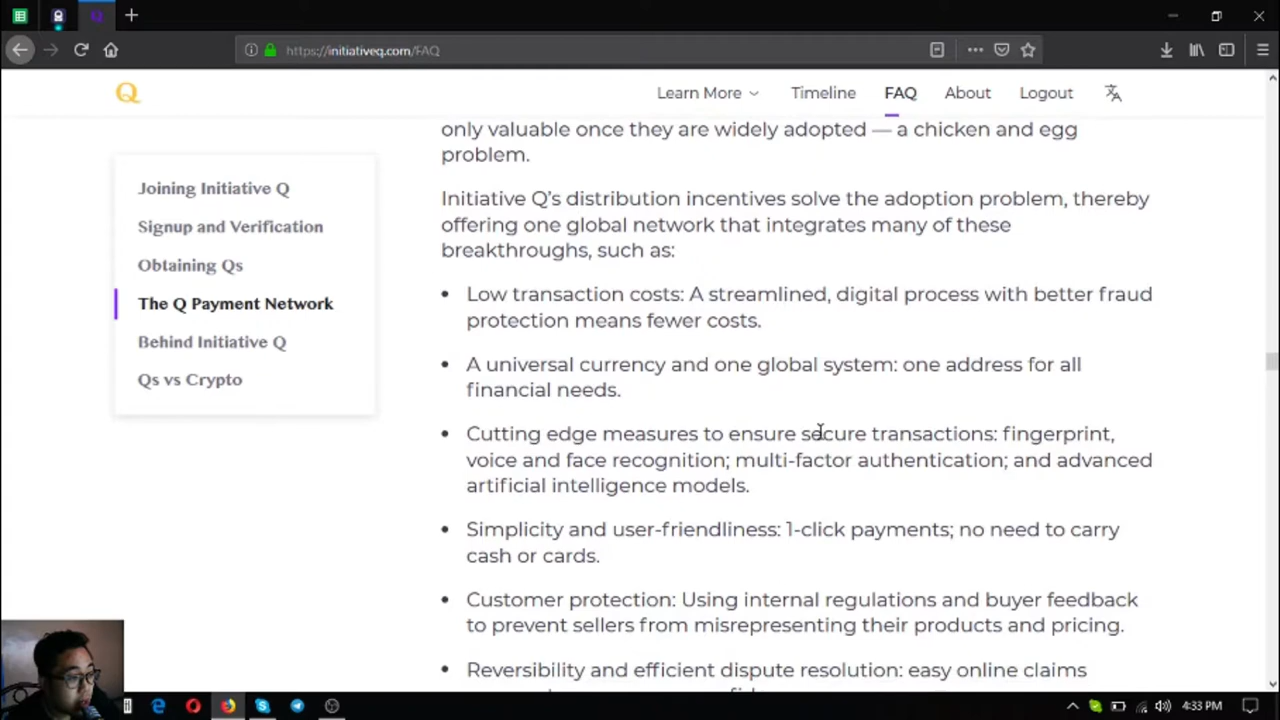 https://initiativeq.com/FAQ
Q
Learn More
Timeline
FAQ
About
Logout
only valuable once they are widely adopted — a chicken and egg
problem.
Joining Initiative Q
Signup and Verification
Obtaining Qs
The Q Payment Network
Behind Initiative Q
Qs vs Crypto
Initiative Q’s distribution incentives solve the adoption problem, thereby
offering one global network that integrates many of these
breakthroughs, such as:
• Low transaction costs: A streamlined, digital process with better fraud
protection means fewer costs.
• A universal currency and one global system: one address for all
financial needs.
• Cutting edge measures to ensure secure transactions: fingerprint,
voice and face recognition; multi-factor authentication; and advanced
artificial intelligence models.
• Simplicity and user-friendliness: 1-click payments; no need to carry
cash or cards.
• Customer protection: Using internal regulations and buyer feedback
to prevent sellers from misrepresenting their products and pricing.
• Reversibility and efficient dispute resolution: easy online claims
4:33 PM